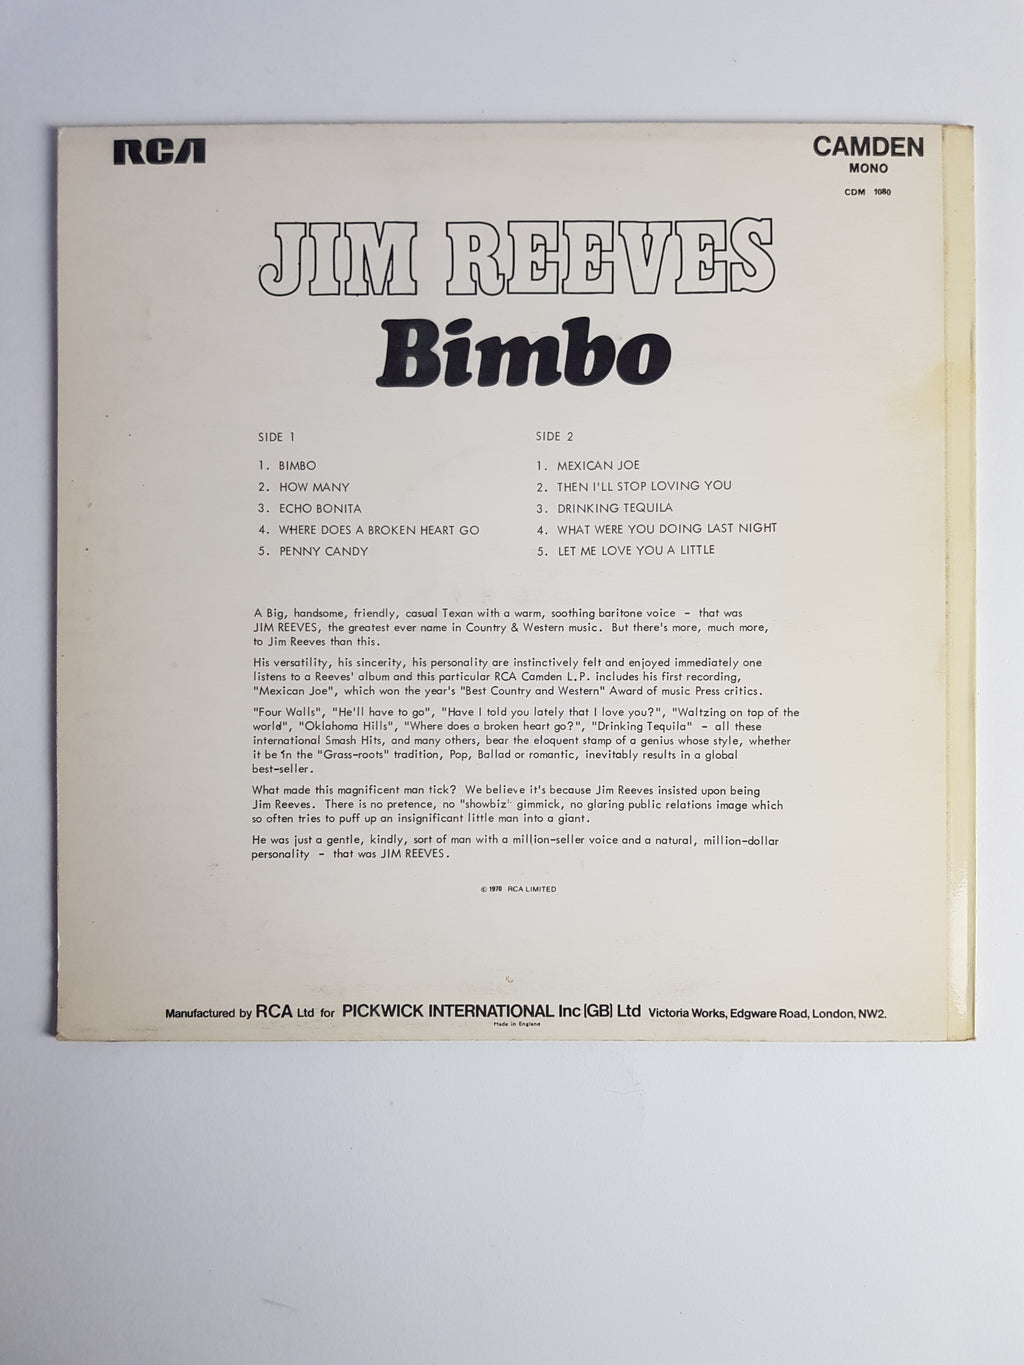 RCA
CAMDEN
MONO
CDM 1080
JIM REEVES
Bimbo
SIDE 1
1. BIMBO
2. HOW MANY
3. ECHO BONITA
4. WHERE DOES A BROKEN HEART GO
5. PENNY CANDY
SIDE 2
1. MEXICAN JOE
2. THEN I'LL STOP LOVING YOU
3. DRINKING TEQUILA
4. WHAT WERE YOU DOING LAST NIGHT
5. LET ME LOVE YOU A LITTLE
A Big, handsome, friendly, casual Texan with a warm, soothing baritone voice - that was
JIM REEVES, the greatest ever name in Country & Western music. But there's more, much more,
to Jim Reeves than this.
His versatility, his sincerity, his personality are instinctively felt and enjoyed immediately one
listens to a Reeves' album and this particular RCA Camden L.P. includes his first recording,
"Mexican Joe", which won the year's "Best Country and Western" Award of music Press critics.
"Four Walls", "He'll have to go", "Have I told you lately that I love you?", "Waltzing on top of the
world", "Oklahoma Hills", "Where does a broken heart go?", "Drinking Tequila" - all these
international Smash Hits, and many others, bear the eloquent stamp of a genius whose style, whether
it be in the "Grass-roots" tradition, Pop, Ballad or romantic, inevitably results in a global
best-seller.
What made this magnificent man tick? We believe it's because Jim Reeves insisted upon being
Jim Reeves. There is no pretence, no "showbiz' gimmick, no glaring public relations image which
so often tries to puff up an insignificant little man into a giant.
He was just a gentle, kindly, sort of man with a million-seller voice and a natural, million-dollar
personality - that was JIM REEVES.
© 1970 RCA LIMITED
Manufactured by RCA Ltd for PICKWICK INTERNATIONAL Inc (GB) Ltd Victoria Works, Edgware Road, London, NW2.
Made in England